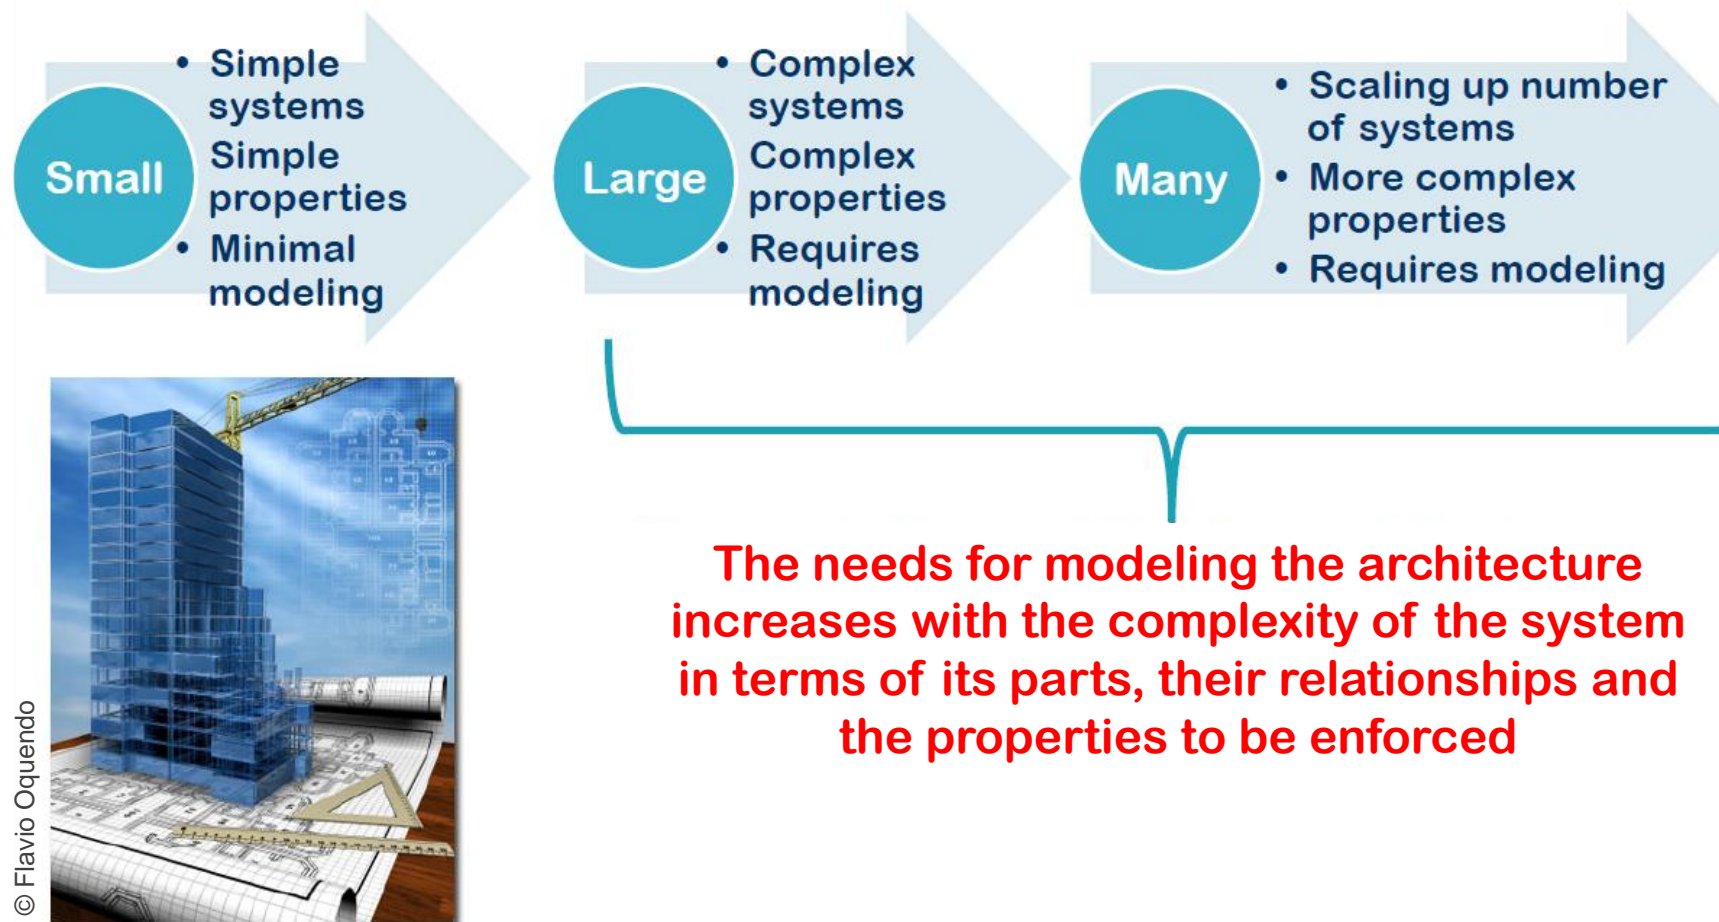 Small
• Simple
systems
Simple
properties
• Minimal
modeling
Large
• Complex
systems
Complex
properties
• Requires
modeling
Many
• Scaling up number
of systems
• More complex
properties
• Requires modeling
The needs for modeling the architecture
increases with the complexity of the system
in terms of its parts, their relationships and
the properties to be enforced
© Flavio Oquendo